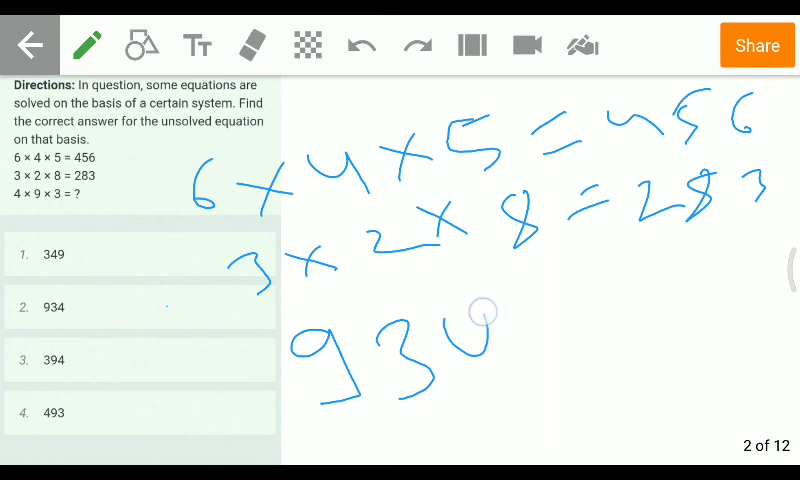 Tт
Share
Directions: In question, some equations are
solved on the basis of a certain system. Find
the correct answer for the unsolved equation
on that basis.
6 × 4 × 5 = 456
3 × 2 × 8 = 283
4 × 9 × 3 = ?
1. 349
2. 934
3. 394
4. 493
6 × 4 × 5 = 456
3 × 2 × 8 = 283
93
2 of 12